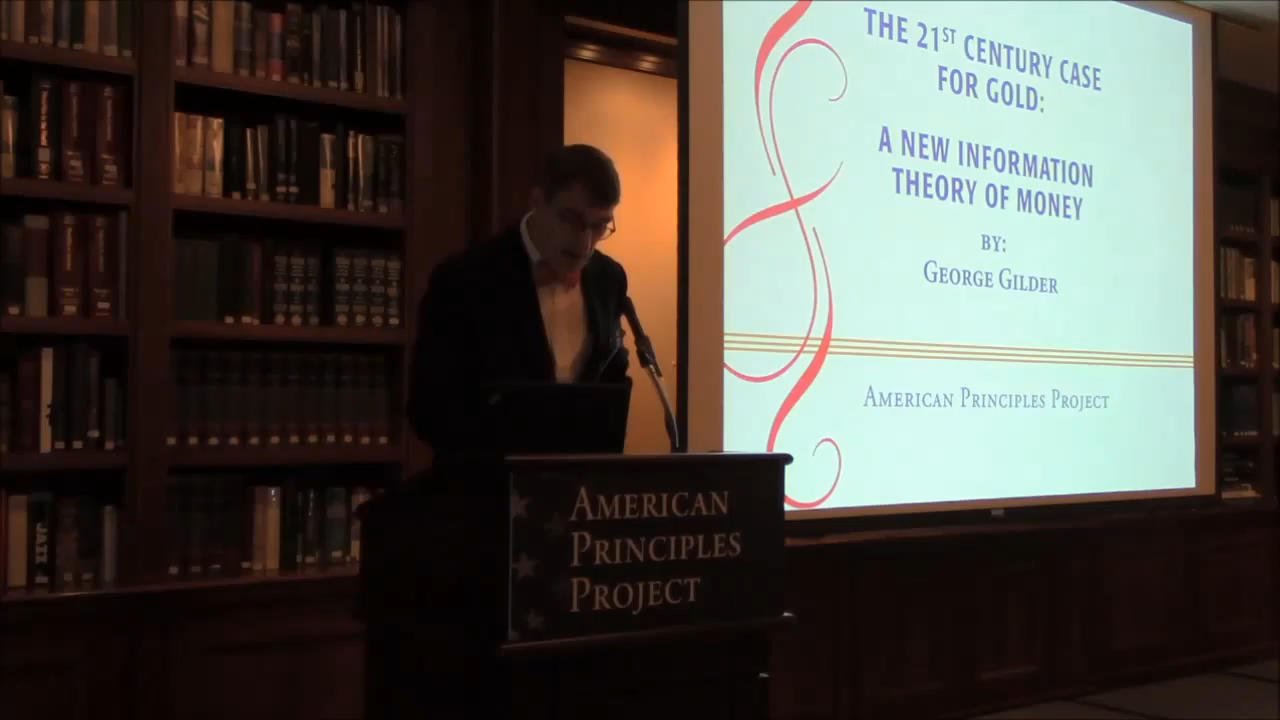 THE 21ST CENTURY CASE
FOR GOLD:
A NEW INFORMATION
THEORY OF MONEY
BY:
GEORGE GILDER
AMERICAN PRINCIPLES PROJECT
AMERICAN
PRINCIPLES
PROJECT
JAZZ